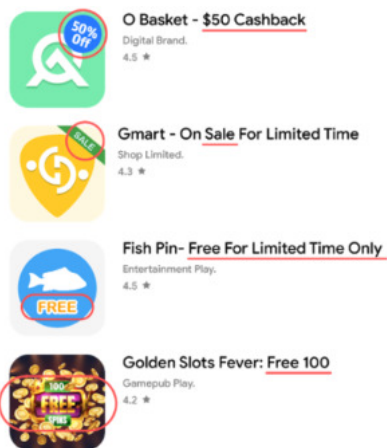 50%
Off
O Basket - $50 Cashback
Digital Brand.
4.5 ★
SALE
Gmart - On Sale For Limited Time
Shop Limited.
4.3 ★
Fish Pin- Free For Limited Time Only
Entertainment Play.
4.5 ★
FREE
Golden Slots Fever: Free 100
Gamepub Play.
4.2 ★
100
FREE
SPINS